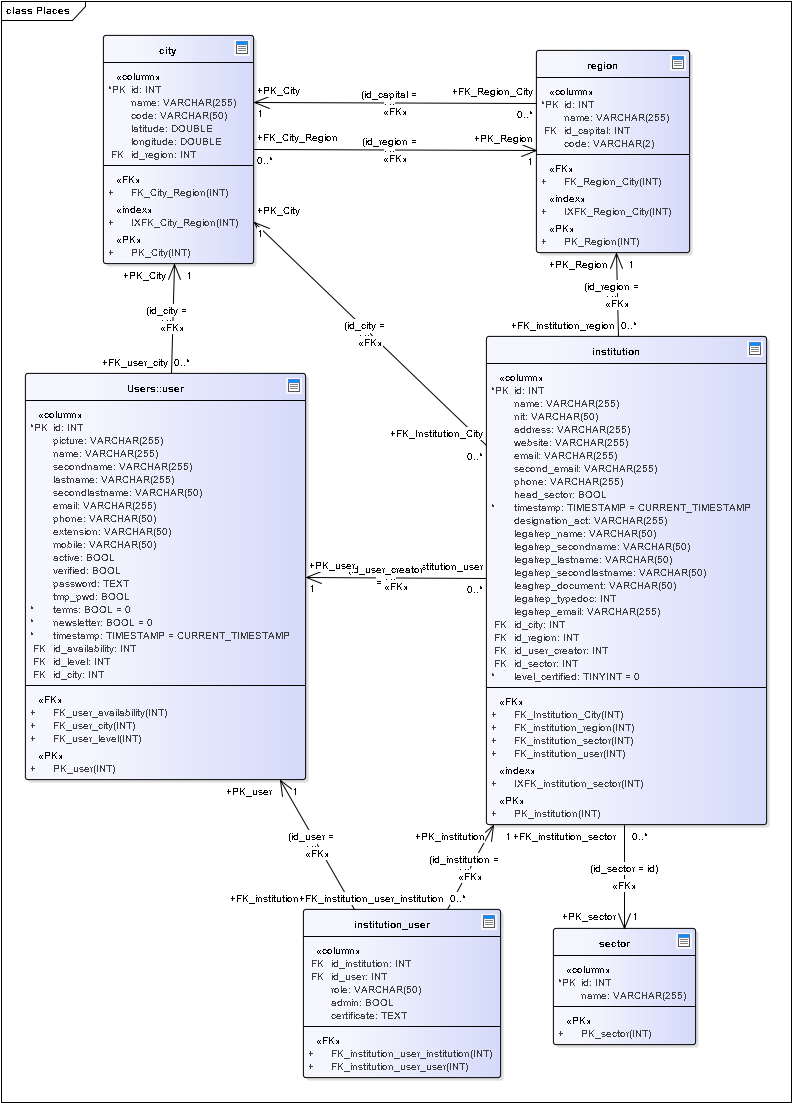 class Places
city
«column»
*PK id: INT
name: VARCHAR(255)
code: VARCHAR(50)
latitude: DOUBLE
longitude: DOUBLE
FK id_region: INT
«FK»
+ FK_City_Region(INT)
«index»
+ IXFK_City_Region(INT)
«PK»
+ PK_City(INT)
region
«column»
*PK id: INT
name: VARCHAR(255)
FK id_capital: INT
code: VARCHAR(2)
«FK»
+ FK_Region_City(INT)
«index»
+ IXFK_Region_City(INT)
«PK»
+ PK_Region(INT)
+PK_City
(id_capital =
+FK_Region_City
1
«FK»
0..*
+FK_City_Region
(id_region =
+PK_Region
0..*
«FK»
1
+PK_City
1
(id_city =
«FK»
+FK_Institution_City
0..*
+PK_City 1
(id_city =
«FK»
+FK_user_city 0..*
+PK_Region 1
(id_region =
«FK»
+FK_institution_region 0..*
Users::user
«column»
*PK id: INT
picture: VARCHAR(255)
name: VARCHAR(255)
secondname: VARCHAR(255)
lastname: VARCHAR(255)
secondlastname: VARCHAR(50)
email: VARCHAR(255)
phone: VARCHAR(50)
extension: VARCHAR(50)
mobile: VARCHAR(50)
active: BOOL
verified: BOOL
password: TEXT
tmp_pwd: BOOL
* terms: BOOL = 0
* newsletter: BOOL = 0
* timestamp: TIMESTAMP = CURRENT_TIMESTAMP
FK id_availability: INT
FK id_level: INT
FK id_city: INT
«FK»
+ FK_user_availability(INT)
+ FK_user_city(INT)
+ FK_user_level(INT)
«PK»
+ PK_user(INT)
institution
«column»
*PK id: INT
name: VARCHAR(255)
nit: VARCHAR(50)
address: VARCHAR(255)
website: VARCHAR(255)
email: VARCHAR(255)
second_email: VARCHAR(255)
phone: VARCHAR(255)
head_sector: BOOL
* timestamp: TIMESTAMP = CURRENT_TIMESTAMP
designation_act: VARCHAR(255)
legalrep_name: VARCHAR(50)
legalrep_secondname: VARCHAR(50)
legalrep_lastname: VARCHAR(50)
legalrep_secondlastname: VARCHAR(50)
leaglrep_document: VARCHAR(50)
legalrep_typedoc: INT
legalrep_email: VARCHAR(255)
FK id_city: INT
FK id_region: INT
FK id_user_creator: INT
FK id_sector: INT
* level_certified: TINYINT = 0
«FK»
+ FK_Institution_City(INT)
+ FK_institution_region(INT)
+ FK_institution_sector(INT)
+ FK_institution_user(INT)
«index»
+ IXFK_institution_sector(INT)
«PK»
+ PK_institution(INT)
+PK_user
_user_creator
stitution_user
1
= «FK»
0..*
+PK_user 1
(id_user =
«FK»
+FK_institution
+FK_institution_user_institution 0..*
+PK_institution 1
(id_institution =
«FK»
+FK_institution_sector 0..*
(id_sector = id)
«FK»
+PK_sector 1
institution_user
«column»
FK id_institution: INT
FK id_user: INT
role: VARCHAR(50)
admin: BOOL
certificate: TEXT
«FK»
+ FK_institution_user_institution(INT)
+ FK_institution_user_user(INT)
sector
«column»
*PK id: INT
name: VARCHAR(255)
«PK»
+ PK_sector(INT)